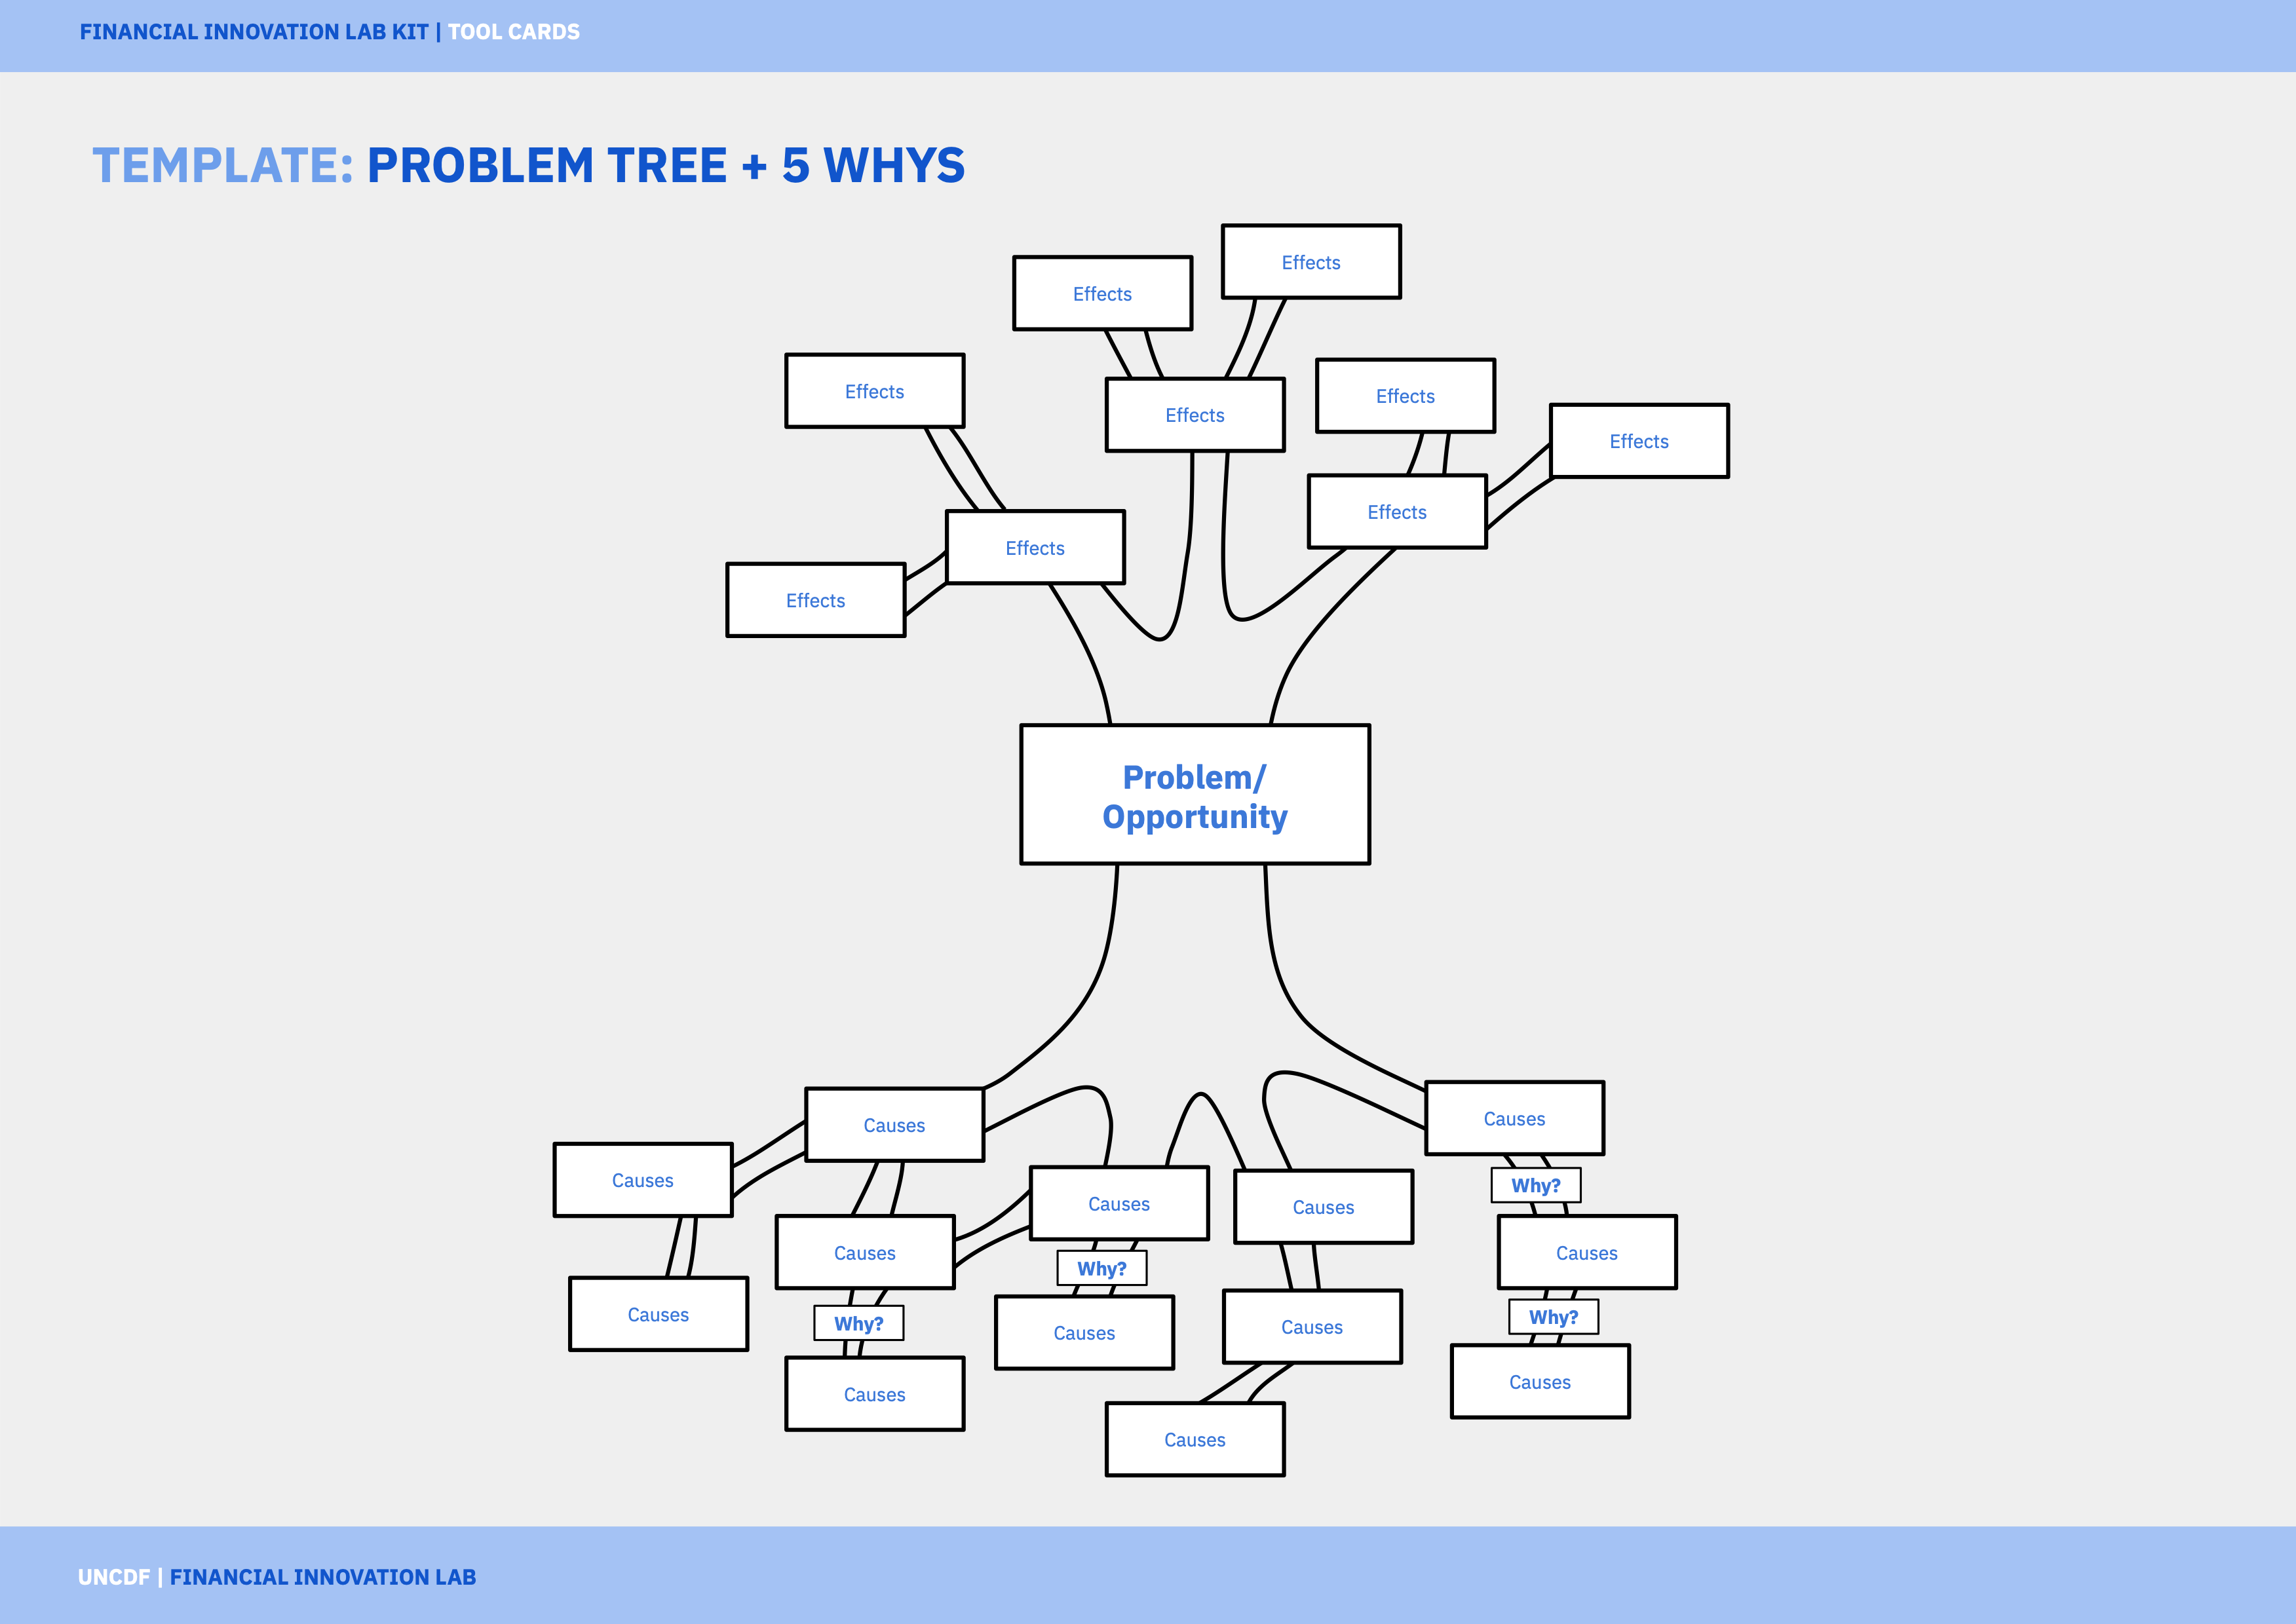 FINANCIAL INNOVATION LAB KIT | TOOL CARDS
TEMPLATE: PROBLEM TREE + 5 WHYS
Effects
Effects
Effects
Effects
Effects
Effects
Effects
Effects
Effects
Problem/
Opportunity
Causes
Causes
Causes
Causes
Causes
Why?
Causes
Causes
Why?
Causes
Why?
Causes
Causes
Why?
Causes
Causes
Causes
UNCDF | FINANCIAL INNOVATION LAB